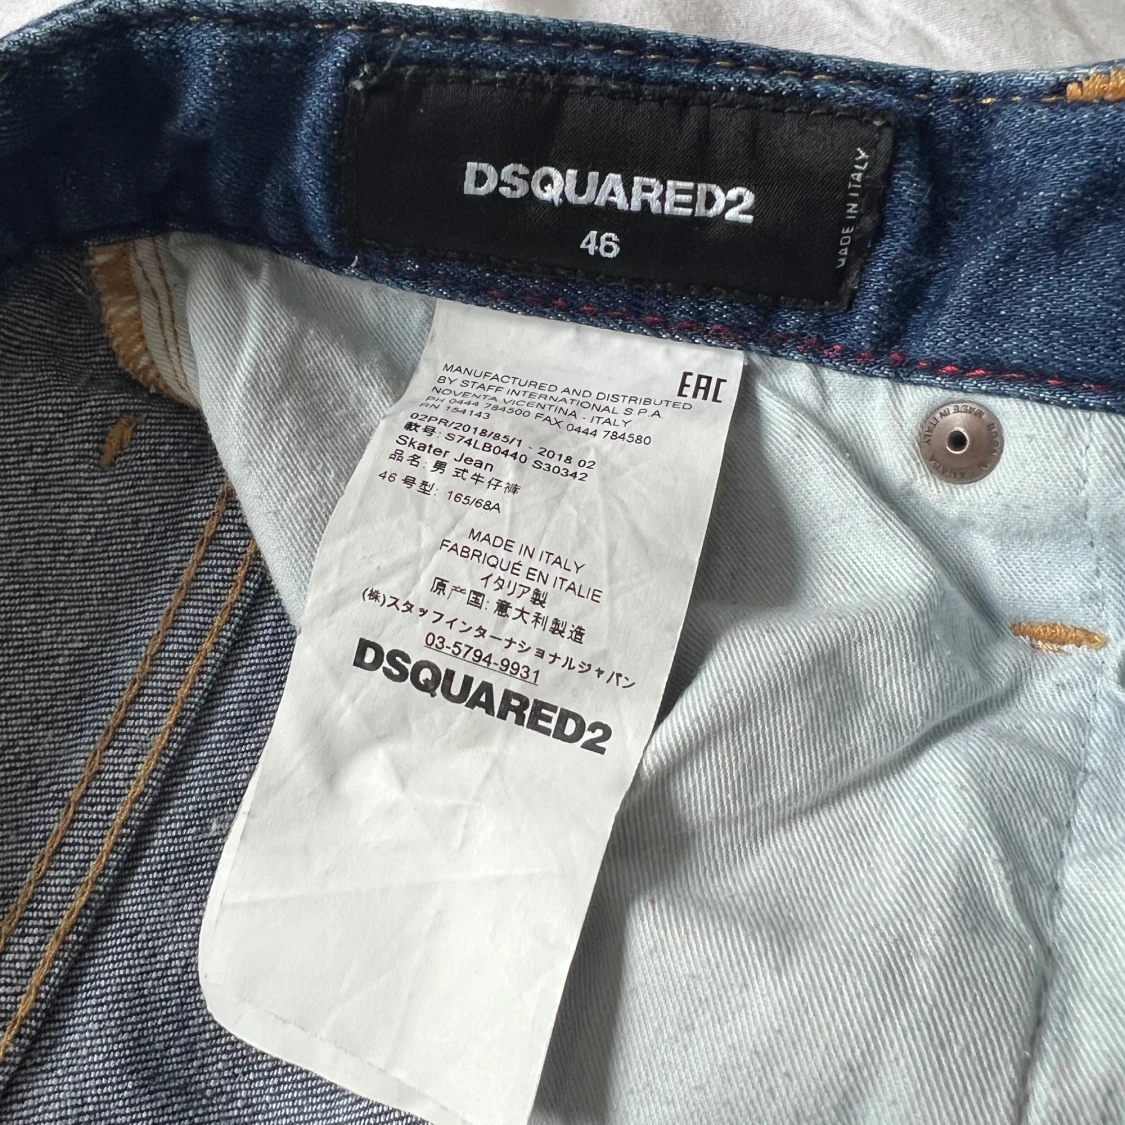 DSQUARED2
46
MADE IN ITALY
EAC
MANUFACTURED AND DISTRIBUTED
BY STAFF INTERNATIONAL S.P.A.
NOVENTA VICENTINA - ITALY
PH 0444 784500 FAX 0444 784580
RN 154143
02PR/2018/85/1 - 2018 02
款号: S74LB0440 S30342
Skater Jean
品名: 男式牛仔裤
46 号型: 165/68A
MADE IN ITALY
FABRIQUÉ EN ITALIE
イタリア製
原产国: 意大利製造
(株)スタッフインターナショナルジャパン
03-5794-9931
DSQUARED2
MADE IN ITALY